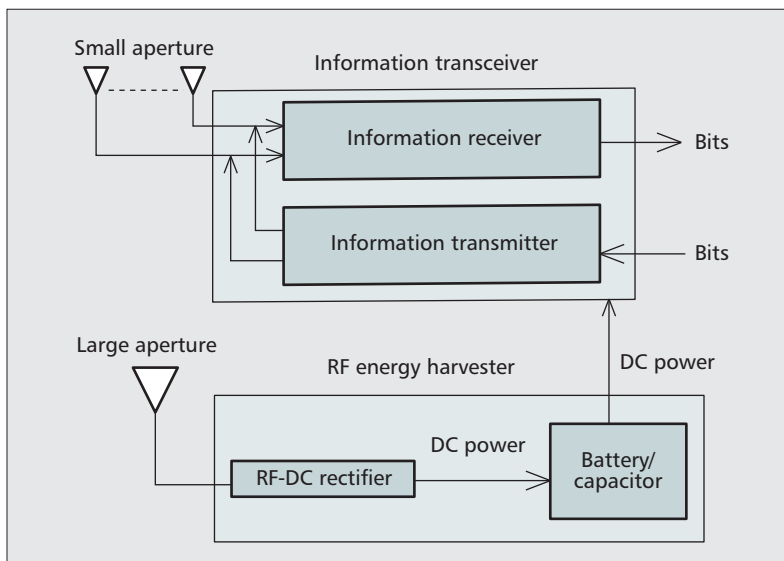 Small aperture
Information transceiver
Information receiver
Bits
Information transmitter
Bits
Large aperture
RF energy harvester
DC power
DC power
RF-DC rectifier
Battery/
capacitor